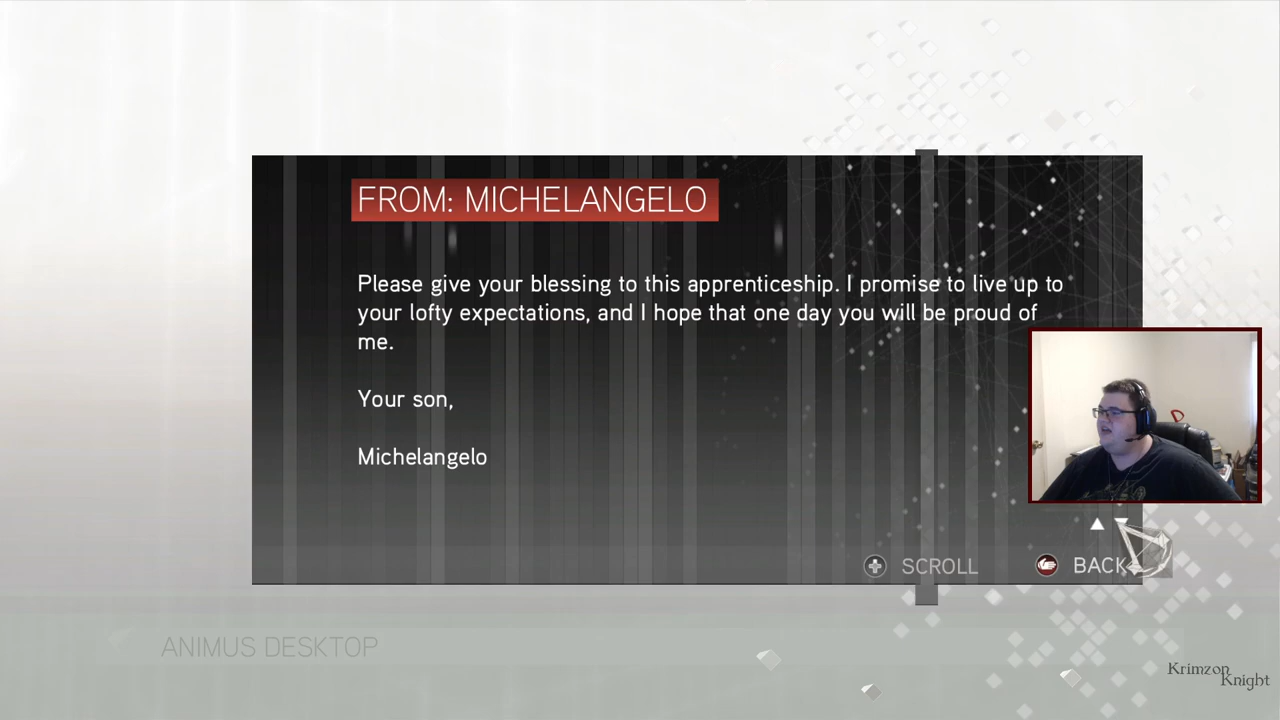 FROM: MICHELANGELO
Please give your blessing to this apprenticeship. I promise to live up to
your lofty expectations, and I hope that one day you will be proud of
me.
Your son,
Michelangelo
SCROLL
BACK
ANIMUS DESKTOP
Krimzon
Knight